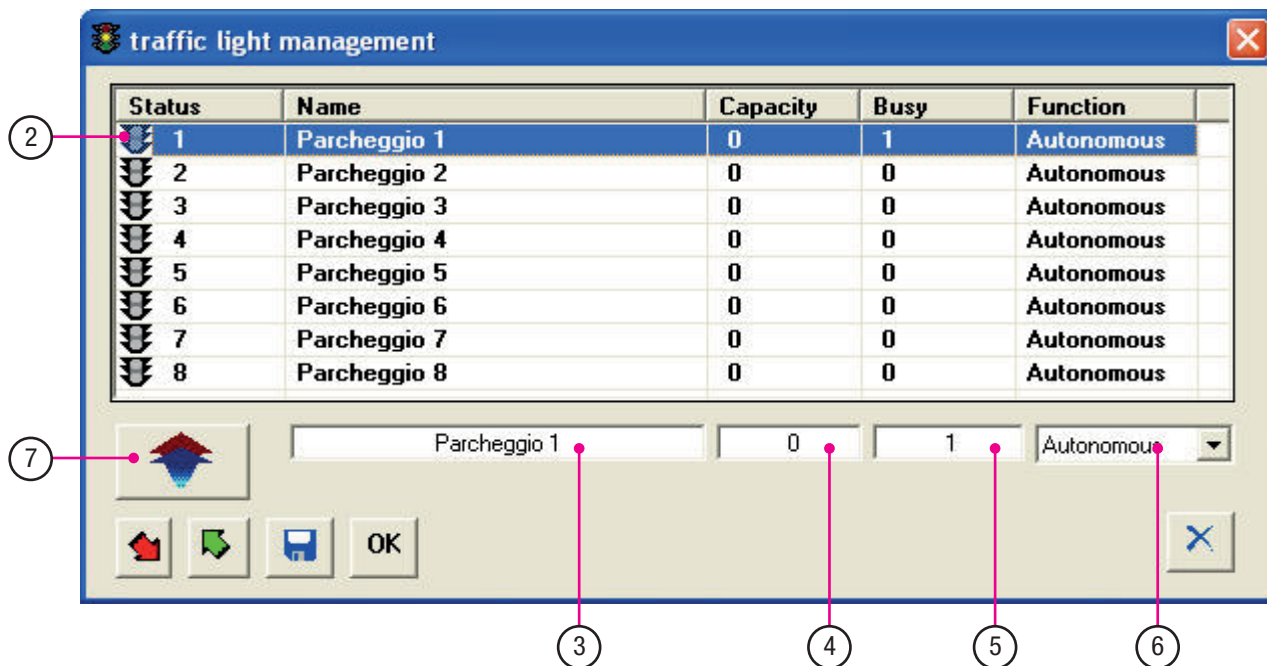 traffic light management
Status Name Capacity Busy Function
2
1 Parcheggio 1 0 1 Autonomous
2 Parcheggio 2 0 0 Autonomous
3 Parcheggio 3 0 0 Autonomous
4 Parcheggio 4 0 0 Autonomous
5 Parcheggio 5 0 0 Autonomous
6 Parcheggio 6 0 0 Autonomous
7 Parcheggio 7 0 0 Autonomous
8 Parcheggio 8 0 0 Autonomous
7
Parcheggio 1 0 1 Autonomous
OK
3 4 5 6